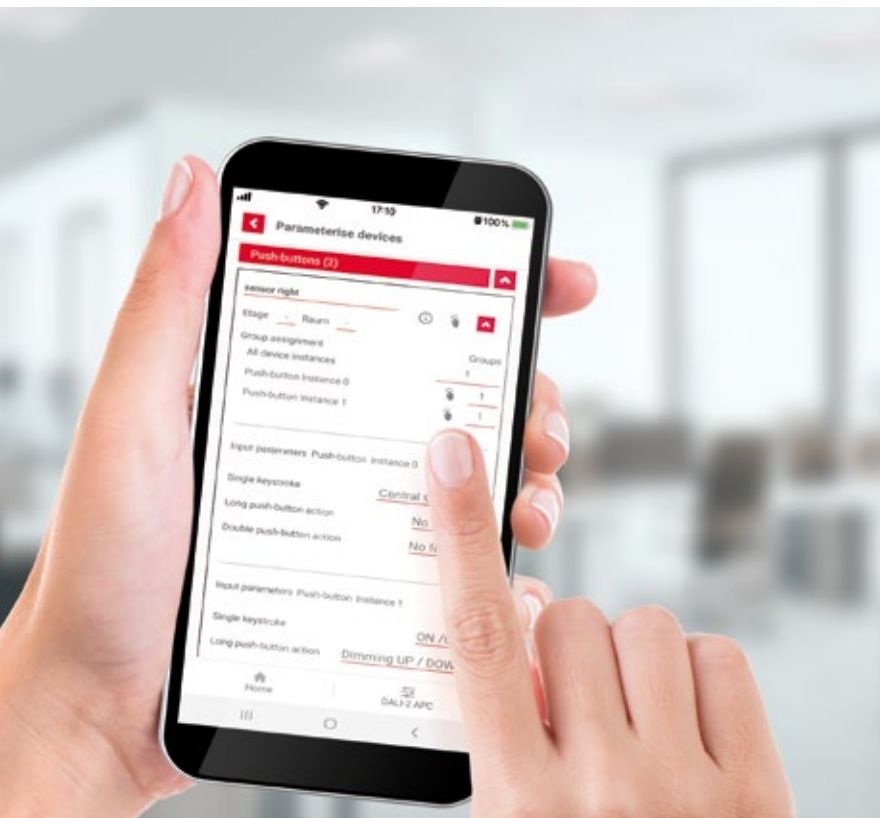 17:10 100%
Parameterise devices
Push-buttons (2)
sensor right
Etage - Raum -
Group assignment Groups
All device instances 1
Push-button Instance 0 1
Push-button instance 1 1
Input parameters Push-button instance 0
Single keystroke Central
Long push-button action No
Double push-button action No
Input parameters Push-button Instance 1
Single keystroke ON /
Long push-button action Dimming UP / DOW
Home DALI-2 APC